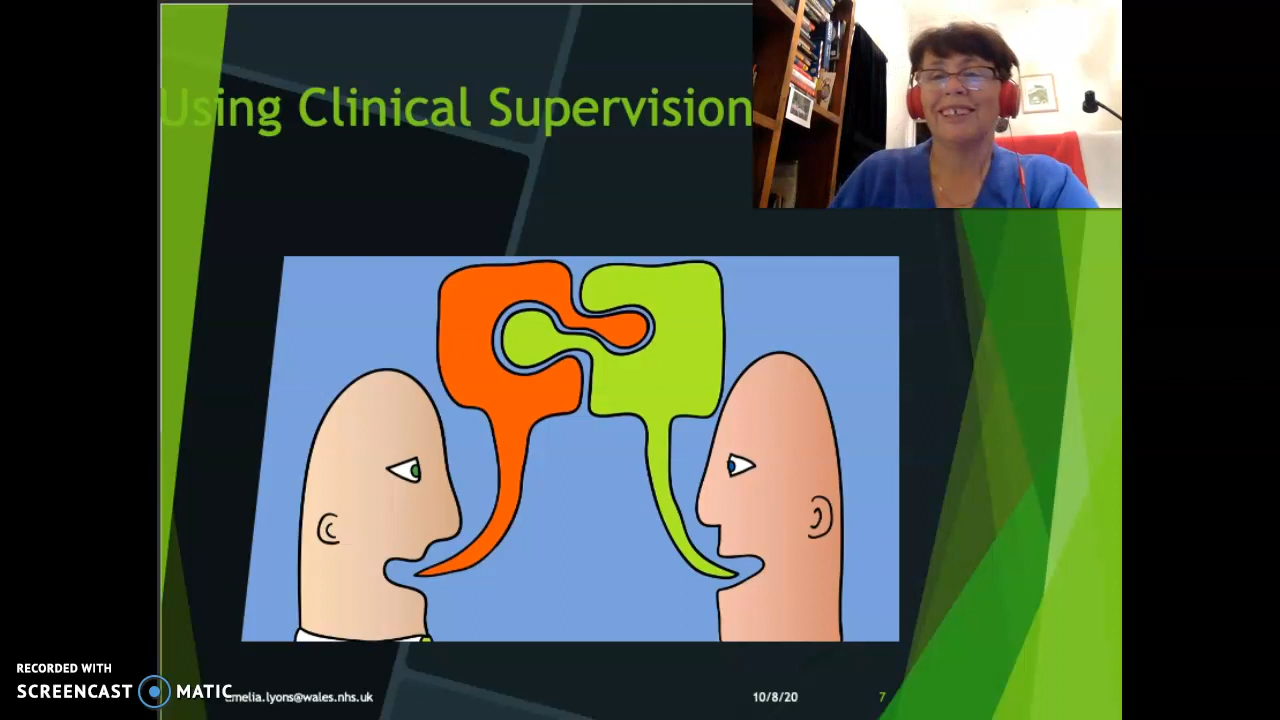 Using Clinical Supervision
RECORDED WITH
SCREENCAST MATIC
emelia.lyons@wales.nhs.uk
10/8/20
7